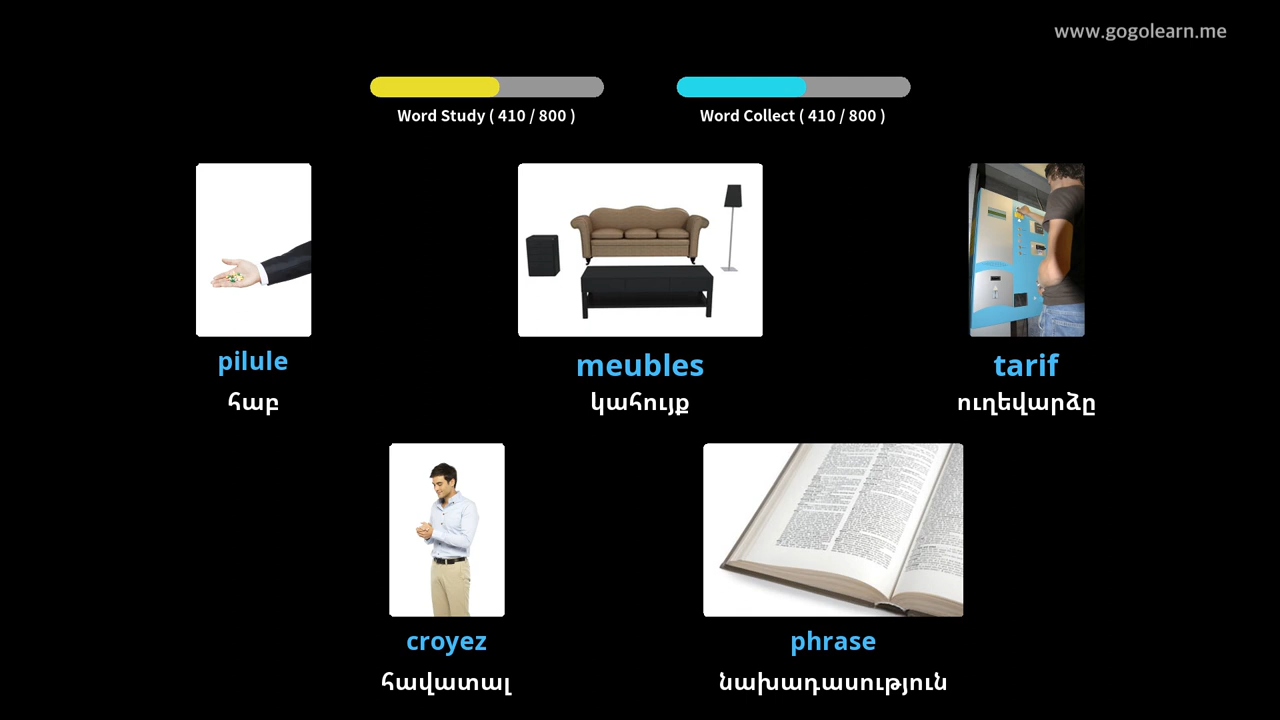 www.gogolearn.me
Word Study ( 410 / 800 )
Word Collect ( 410 / 800 )
pilule
հաբ
meubles
կահույք
tarif
ուղեվարձը
croyez
հավատալ
phrase
նախադասություն